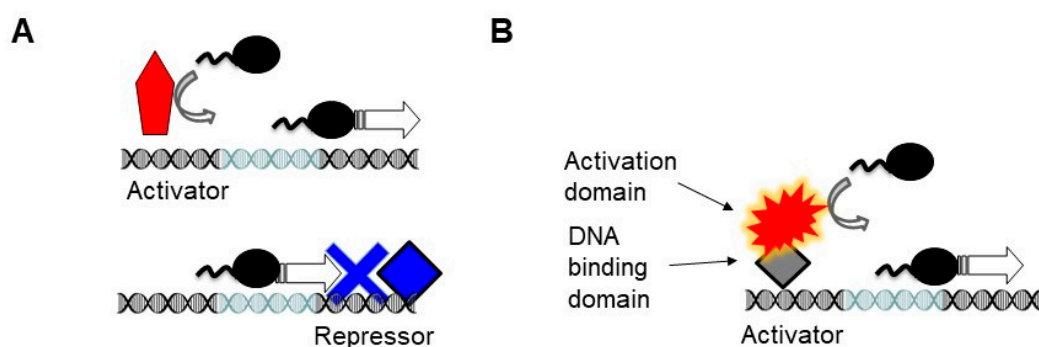 A
Activator
Repressor
B
Activation
domain
DNA
binding
domain
Activator